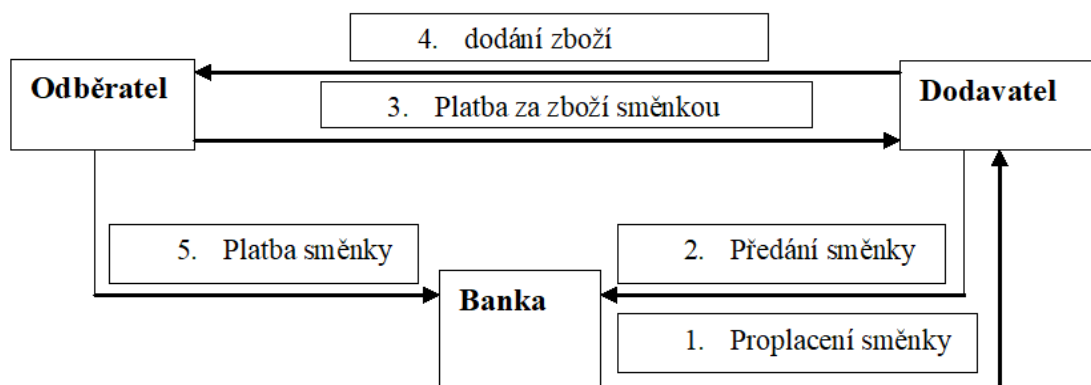 4. dodání zboží
Odběratel
Dodavatel
3. Platba za zboží směnkou
5. Platba směnky
2. Předání směnky
Banka
1. Proplacení směnky